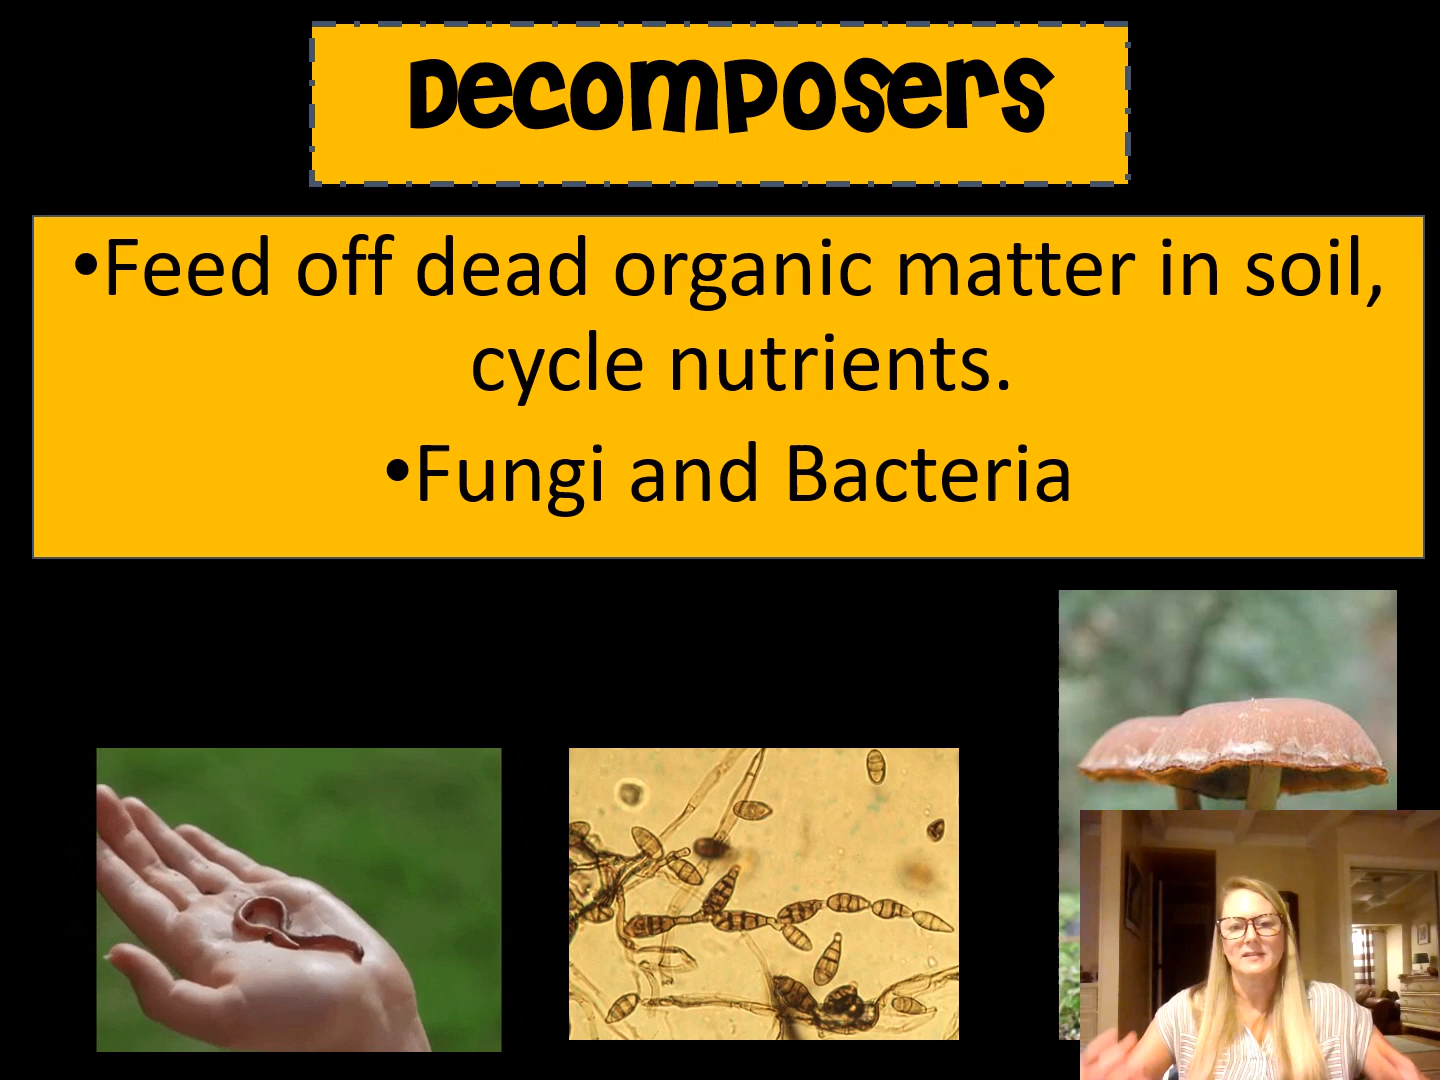 Decomposers
•Feed off dead organic matter in soil,
cycle nutrients.
•Fungi and Bacteria